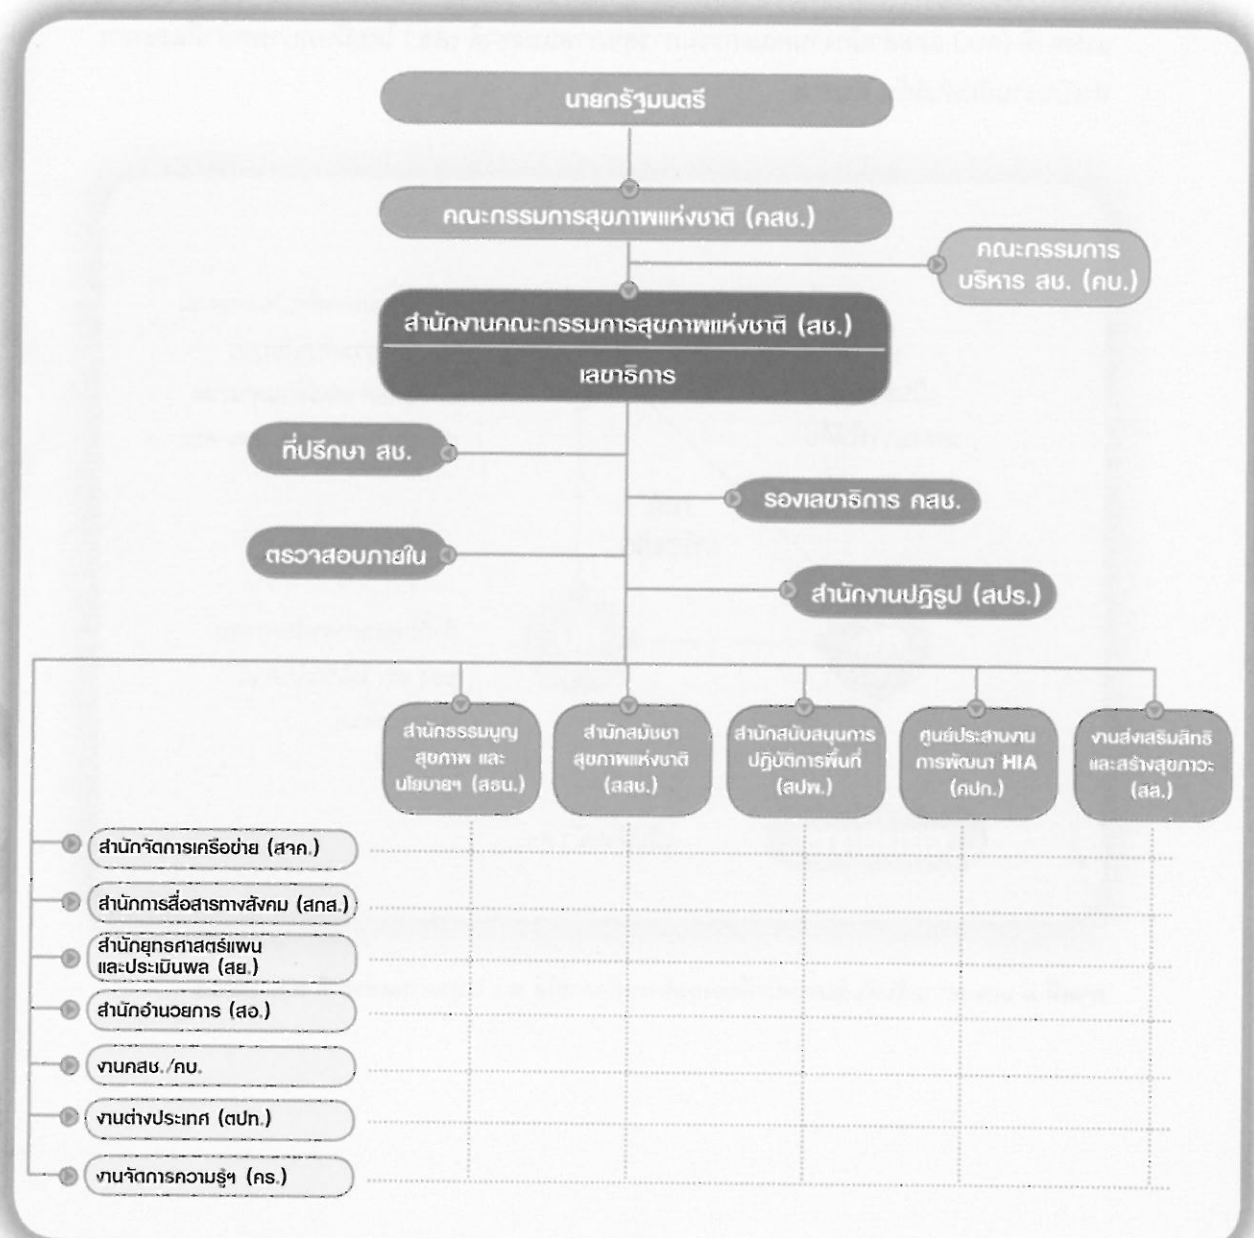 นายกรัฐมนตรี
คณะกรรมการสุขภาพแห่งชาติ (คสช.)
คณะกรรมการ
บริหาร สช. (คบ.)
สำนักงานคณะกรรมการสุขภาพแห่งชาติ (สช.)
เลขาธิการ
ที่ปรึกษา สช.
รองเลขาธิการ คสช.
ตรวจสอบภายใน
สำนักงานปฏิรูป (สปร.)
สำนักธรรมนูญ
สุขภาพ และ
นโยบายฯ (สธน.)
สำนักสมัชชา
สุขภาพแห่งชาติ
(สสช.)
สำนักสนับสนุนการ
ปฏิบัติการพื้นที่
(สปพ.)
ศูนย์ประสานงาน
การพัฒนา HIA
(คปก.)
งานส่งเสริมสิทธิ
และสร้างสุขภาวะ
(สส.)
สำนักจัดการเครือข่าย (สจค.)
สำนักการสื่อสารทางสังคม (สกส.)
สำนักยุทธศาสตร์แผน
และประเมินผล (สย.)
สำนักอำนวยการ (สอ.)
งานคสช./คบ.
งานต่างประเทศ (ตปท.)
งานจัดการความรู้ฯ (คร.)